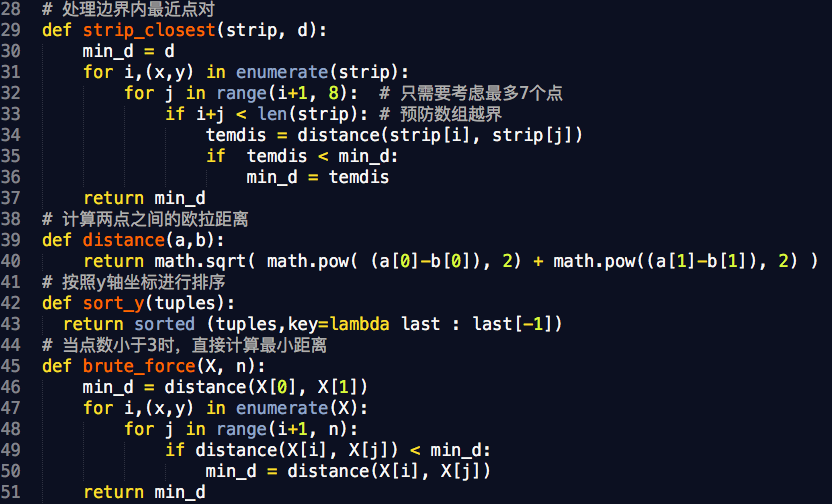 28 # 处理边界内最近点对
29 def strip_closest(strip, d):
30     min_d = d
31     for i,(x,y) in enumerate(strip):
32         for j in range(i+1, 8):  # 只需要考虑最多7个点
33             if i+j < len(strip): # 预防数组越界
34                 temdis = distance(strip[i], strip[j])
35                 if  temdis < min_d:
36                     min_d = temdis
37     return min_d
38 # 计算两点之间的欧拉距离
39 def distance(a,b):
40     return math.sqrt( math.pow( (a[0]-b[0]), 2) + math.pow((a[1]-b[1]), 2) )
41 # 按照y轴坐标进行排序
42 def sort_y(tuples):
43   return sorted (tuples,key=lambda last : last[-1])
44 # 当点数小于3时，直接计算最小距离
45 def brute_force(X, n):
46     min_d = distance(X[0], X[1])
47     for i,(x,y) in enumerate(X):
48         for j in range(i+1, n):
49             if distance(X[i], X[j]) < min_d:
50                 min_d = distance(X[i], X[j])
51     return min_d